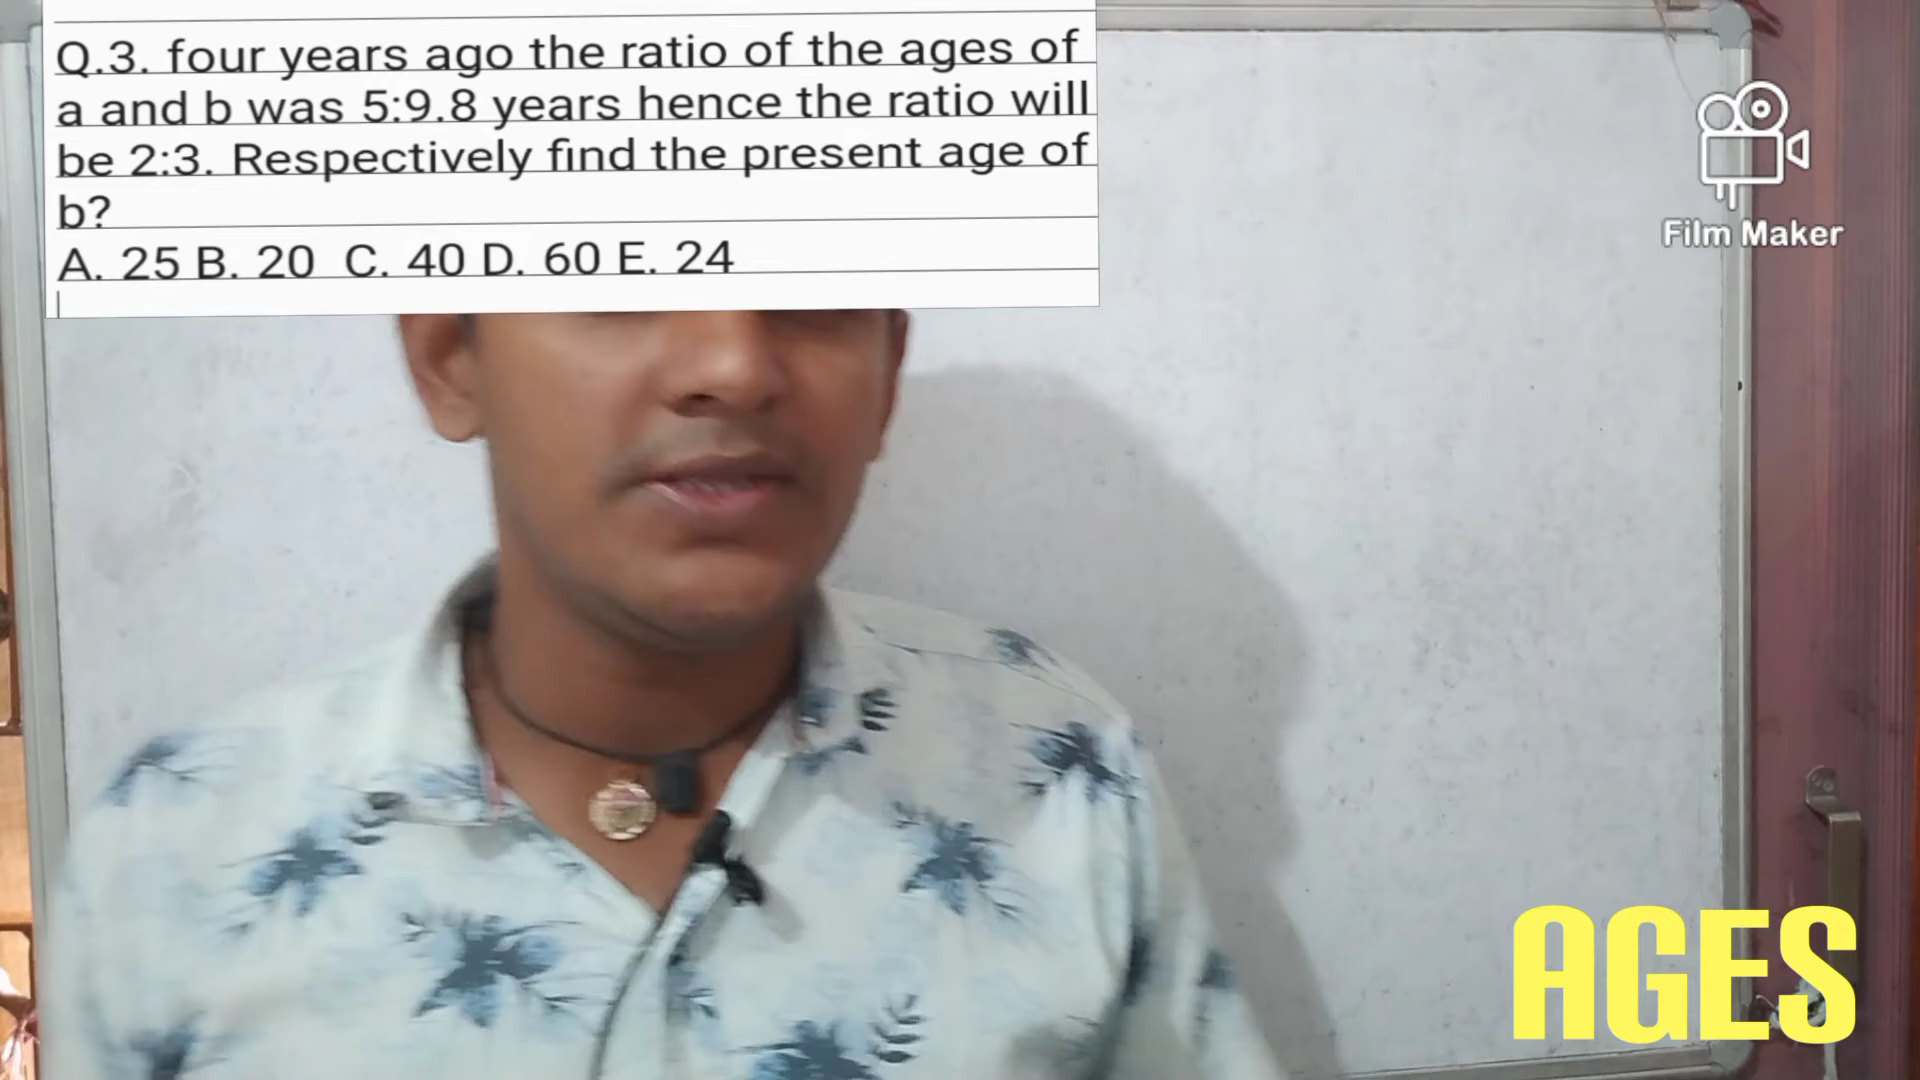 Q.3. four years ago the ratio of the ages of
a and b was 5:9.8 years hence the ratio will
be 2:3. Respectively find the present age of
b?
A. 25 B. 20 C. 40 D. 60 E. 24
Film Maker
AGES